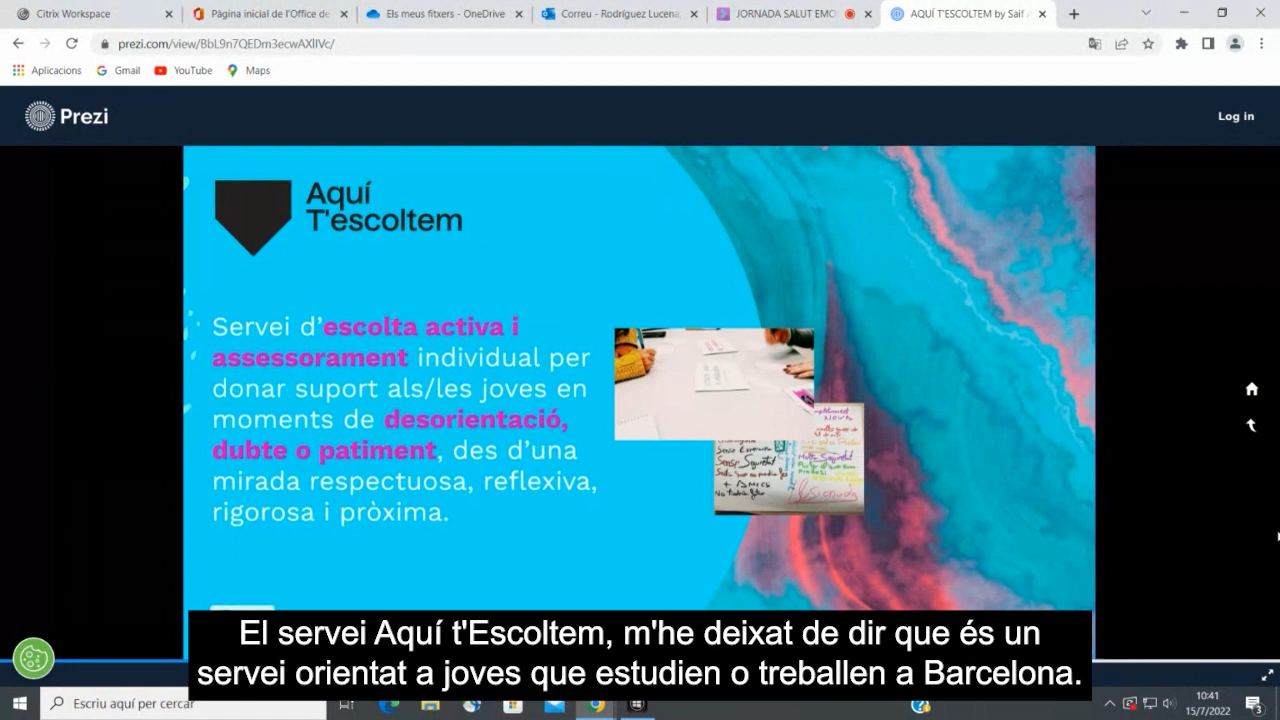 Citrix Workspace
Pàgina inicial de l'Office de
Els meus fitxers - OneDrive
Correu - Rodríguez Lucena,
JORNADA SALUT EMO
AQUÍ T'ESCOLTEM by Saif A
prezi.com/view/BbL9n7QEDm3ecwAXlIVc/
Aplicacions
Gmail
YouTube
Maps
Prezi
Log in
Aquí
T'escoltem
Servei d'escolta activa i
assessorament individual per
donar suport als/les joves en
moments de desorientació,
dubte o patiment, des d'una
mirada respectuosa, reflexiva,
rigorosa i pròxima.
El servei Aquí t'Escoltem, m'he deixat de dir que és un
servei orientat a joves que estudien o treballen a Barcelona.
Escriu aquí per cercar
10:41
15/7/2022
3